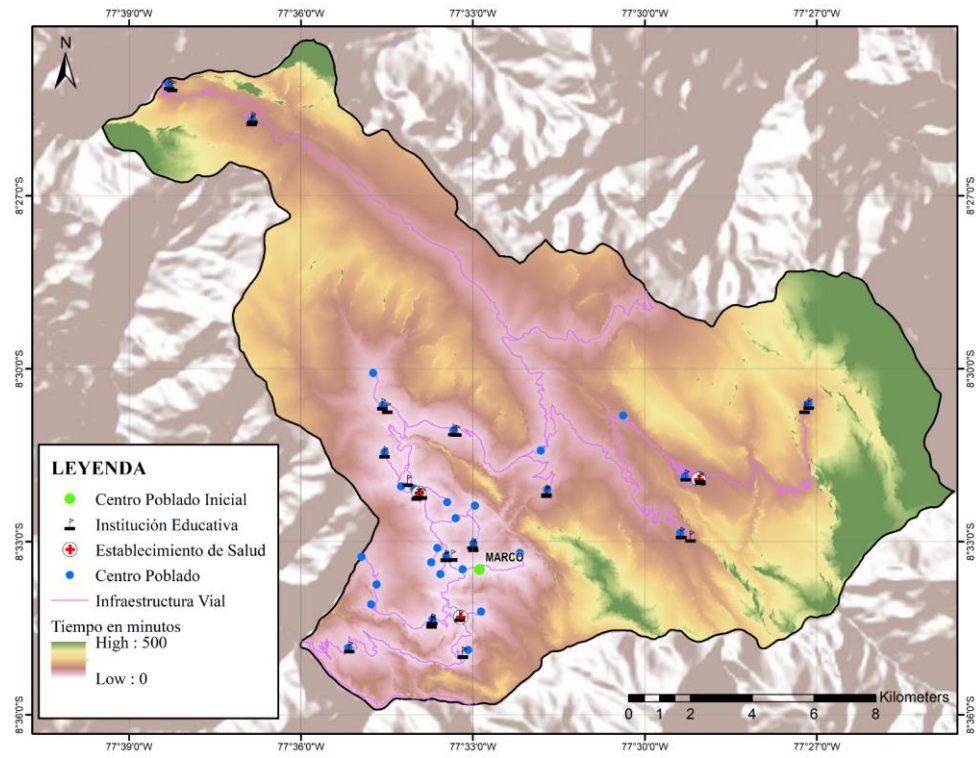 77°39'0"W 77°36'0"W 77°33'0"W 77°30'0"W 77°27'0"W
N
8°27'0"S 8°27'0"S
8°30'0"S 8°30'0"S
8°33'0"S 8°33'0"S
8°36'0"S 8°36'0"S
MARCO
LEYENDA
Centro Poblado Inicial
Institución Educativa
Establecimiento de Salud
Centro Poblado
Infraestructura Vial
Tiempo en minutos
High : 500
Low : 0
Kilometers
0 1 2 4 6 8
77°39'0"W 77°36'0"W 77°33'0"W 77°30'0"W 77°27'0"W